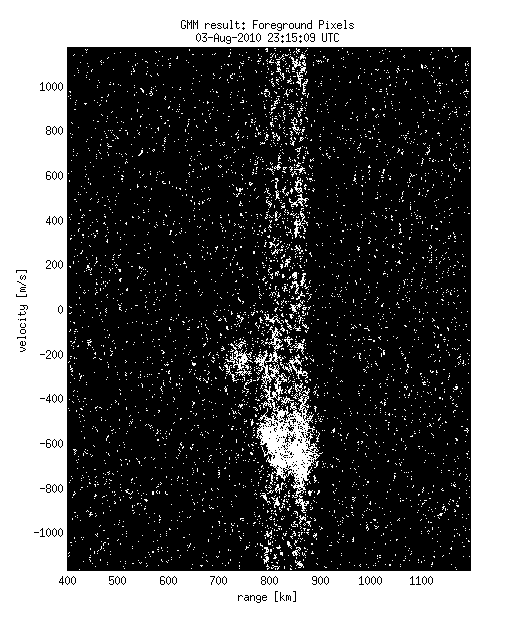 GMM result: Foreground Pixels
03-Aug-2010 23:15:09 UTC
1000
800
600
400
200
0
-200
-400
-600
-800
-1000
velocity [m/s]
400 500 600 700 800 900 1000 1100
range [km]